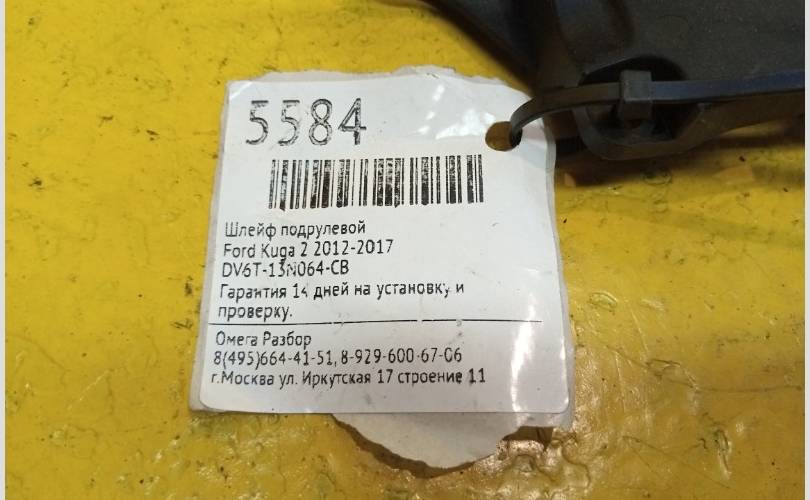 5584
Шлейф подрулевой
Ford Kuga 2 2012-2017
DV6T-13N064-CB
Гарантия 14 дней на установку и
проверку.
Омега Разбор
8(495)664-41-51, 8-929-600-67-06
г.Москва ул. Иркутская 17 строение 11